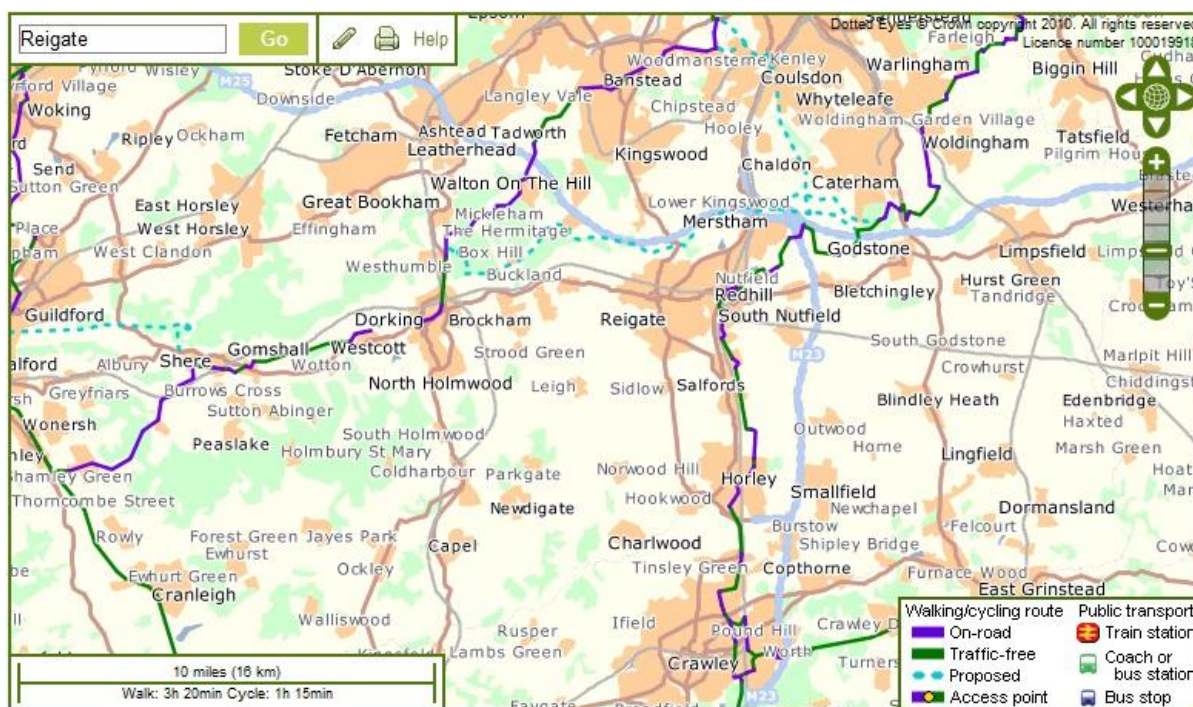 Reigate
Go
Help
Dotted Eyes © Crown copyright 2010. All rights reserved
Licence number 100019918
Epsom
Woodmansterne
Kenley
Farleigh
Pyrford
Wisley
Stoke D'Abernon
Banstead
Coulsdon
Warlingham
Biggin Hill
Woking
M25
Downside
Langley Vale
Chipstead
Whyteleafe
Ripley
Ockham
Fetcham
Ashtead
Tadworth
Hooley
Woldingham Garden Village
Send
Leatherhead
Kingswood
Woldingham
Tatsfield
Sutton Green
Walton On The Hill
Chaldon
Caterham
East Horsley
Great Bookham
Mickleham
Lower Kingswood
Place
West Horsley
Effingham
The Hermitage
Merstham
West Clandon
Box Hill
Godstone
Limpsfield
Westhumble
Buckland
Nutfield
Hurst Green
Guildford
Dorking
Brockham
Reigate
Redhill
Bletchingley
Tandridge
South Nutfield
Gomshall
Westcott
Strood Green
South Godstone
Marlpit Hill
Albury
Shere
Wotton
M23
Crowhurst
Greyfriars
Burrows Cross
North Holmwood
Leigh
Sidlow
Salfords
Sutton Abinger
Blindley Heath
Edenbridge
Wonersh
Peaslake
South Holmwood
Outwood
Haxted
Holmbury St Mary
Horne
Marsh Green
Shamley Green
Coldharbour
Parkgate
Norwood Hill
Horley
Lingfield
Thorncombe Street
Newdigate
Hookwood
Smallfield
Newchapel
Dormansland
Rowly
Forest Green
Jayes Park
Burstow
Felcourt
Ewhurst
Capel
Charlwood
Shipley Bridge
Ewhurt Green
Ockley
Tinsley Green
Copthorne
Furnace Wood
Cranleigh
East Grinstead
Walliswood
Rusper
Ifield
Pound Hill
Lambs Green
Crawley
Worth
M23
10 miles (16 km)
Walk: 3h 20min Cycle: 1h 15min
Walking/cycling route
On-road
Traffic-free
Proposed
Access point
Public transport
Train station
Coach or
bus station
Bus stop